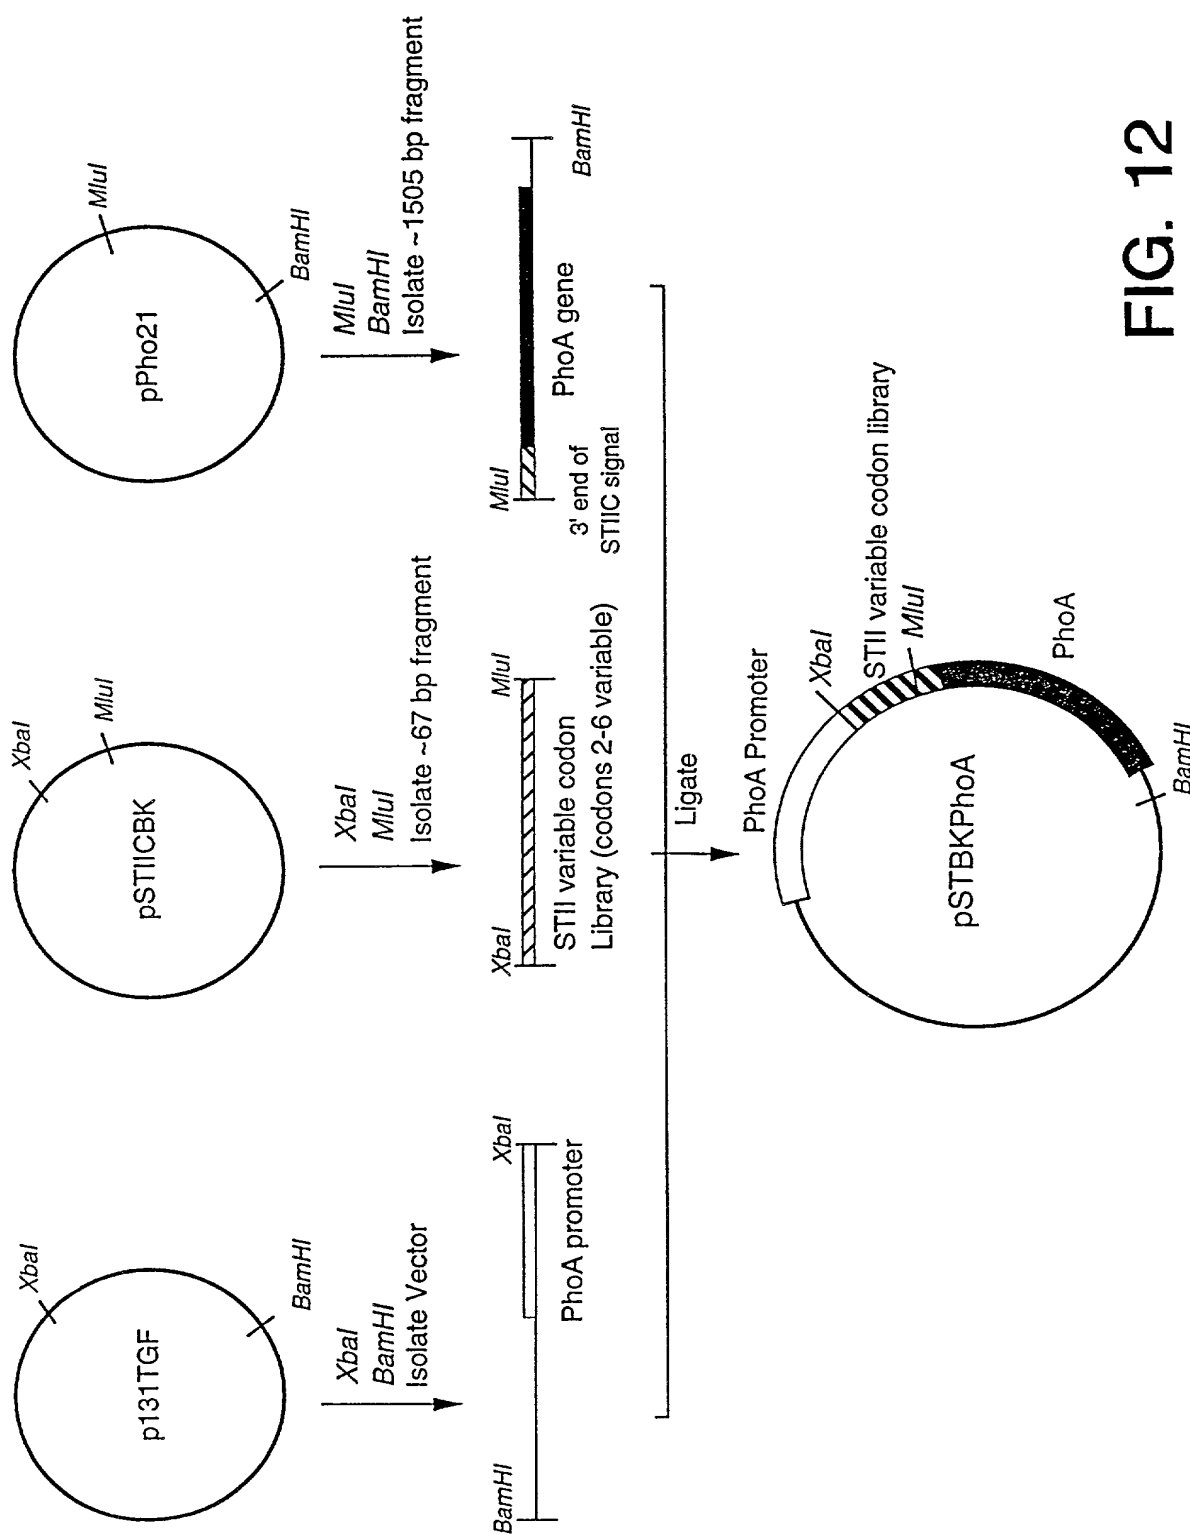 p131TGF
XbaI
BamHI
XbaI
BamHI
Isolate Vector
BamHI
XbaI
PhoA promoter
pSTIICBK
XbaI
MluI
XbaI
MluI
Isolate ~67 bp fragment
XbaI
MluI
STII variable codon
Library (codons 2-6 variable)
pPho21
MluI
BamHI
MluI
BamHI
Isolate ~1505 bp fragment
MluI
BamHI
3' end of
STIIC signal
PhoA gene
Ligate
PhoA Promoter
XbaI
STII variable codon library
MluI
PhoA
BamHI
pSTBKPhoA
FIG. 12